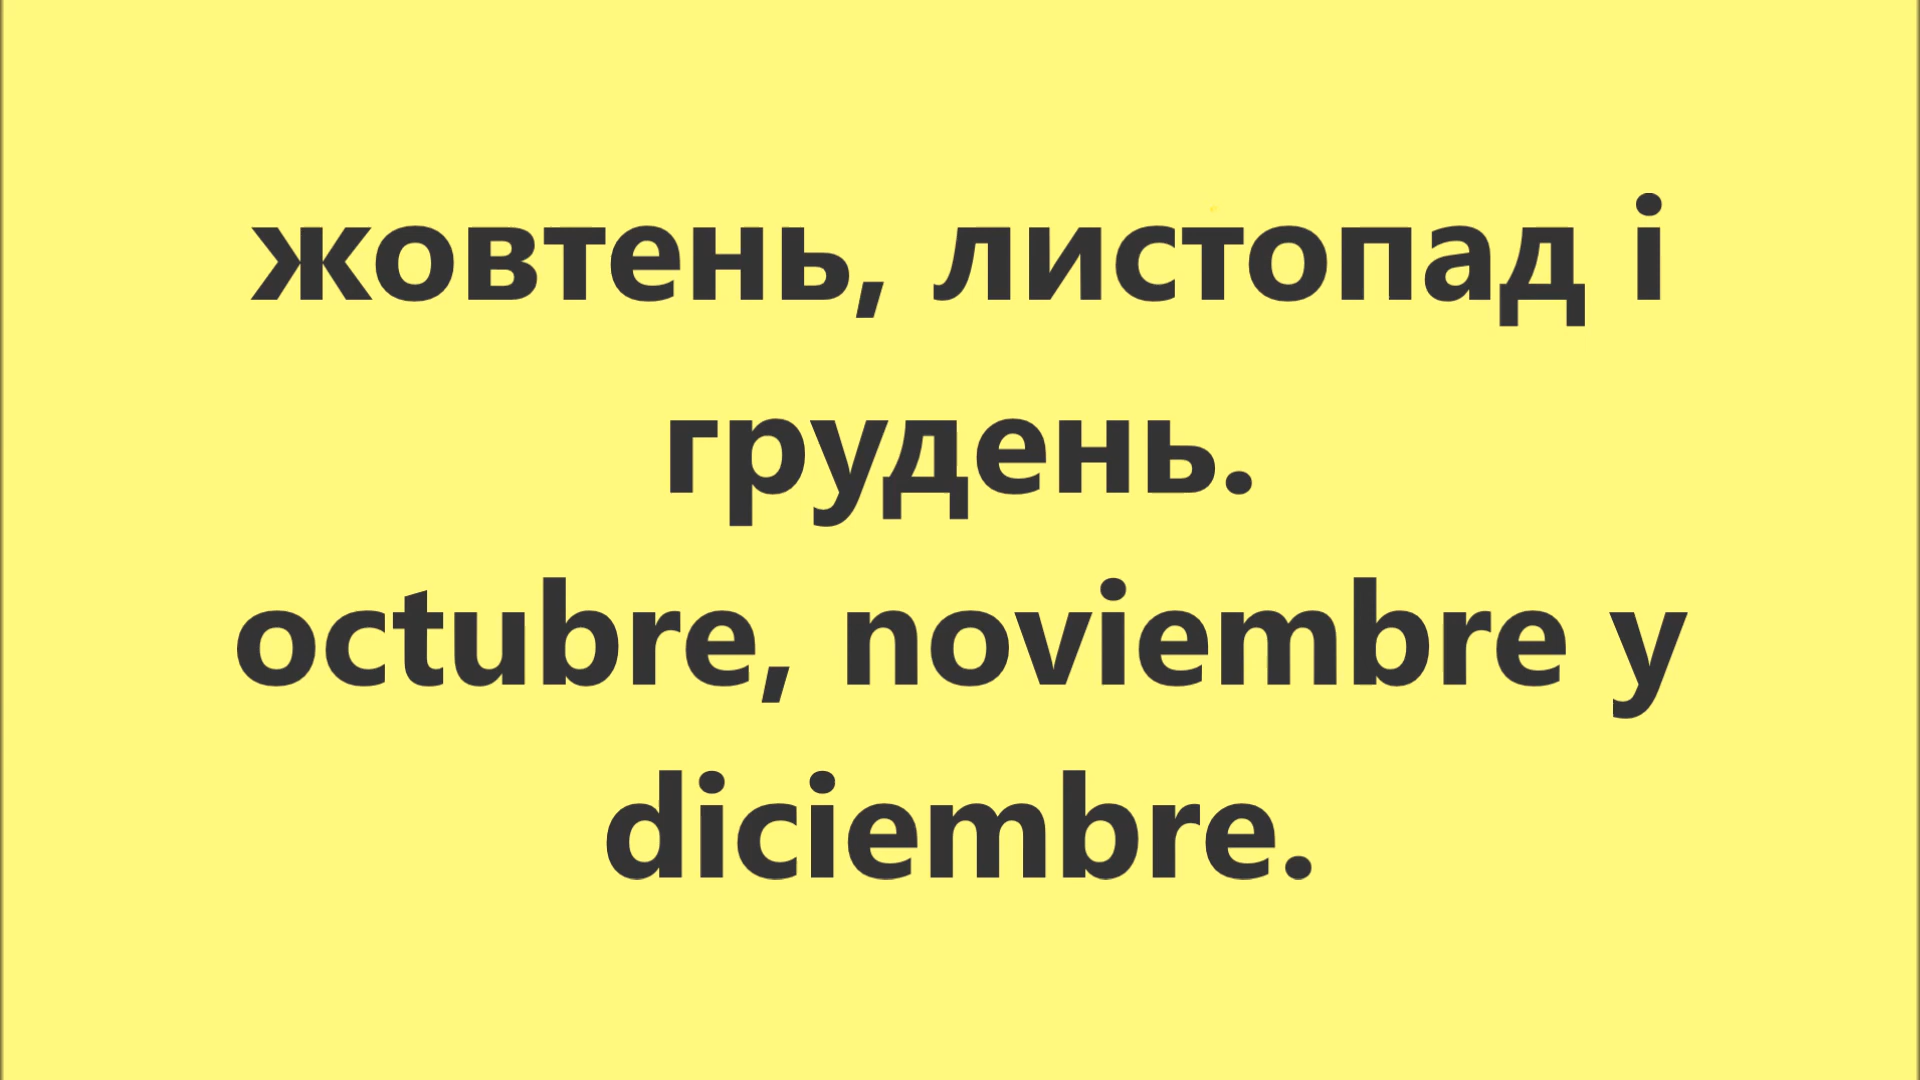 жовтень, листопад і
грудень.
octubre, noviembre y
diciembre.